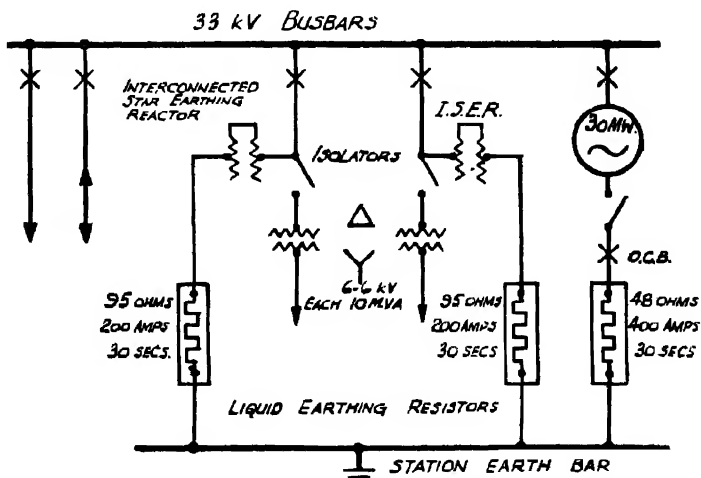 33 KV BUSBARS
INTERCONNECTED
STAR EARTHING
REACTOR
I.S.E.R.
30MW.
ISOLATORS
O.C.B.
6-6 KV
EACH 10 MVA
95 OHMS
200 AMPS
30 SECS.
95 OHMS
200 AMPS
30 SECS
48 OHMS
400 AMPS
30 SECS
LIQUID EARTHING RESISTORS
STATION EARTH BAR